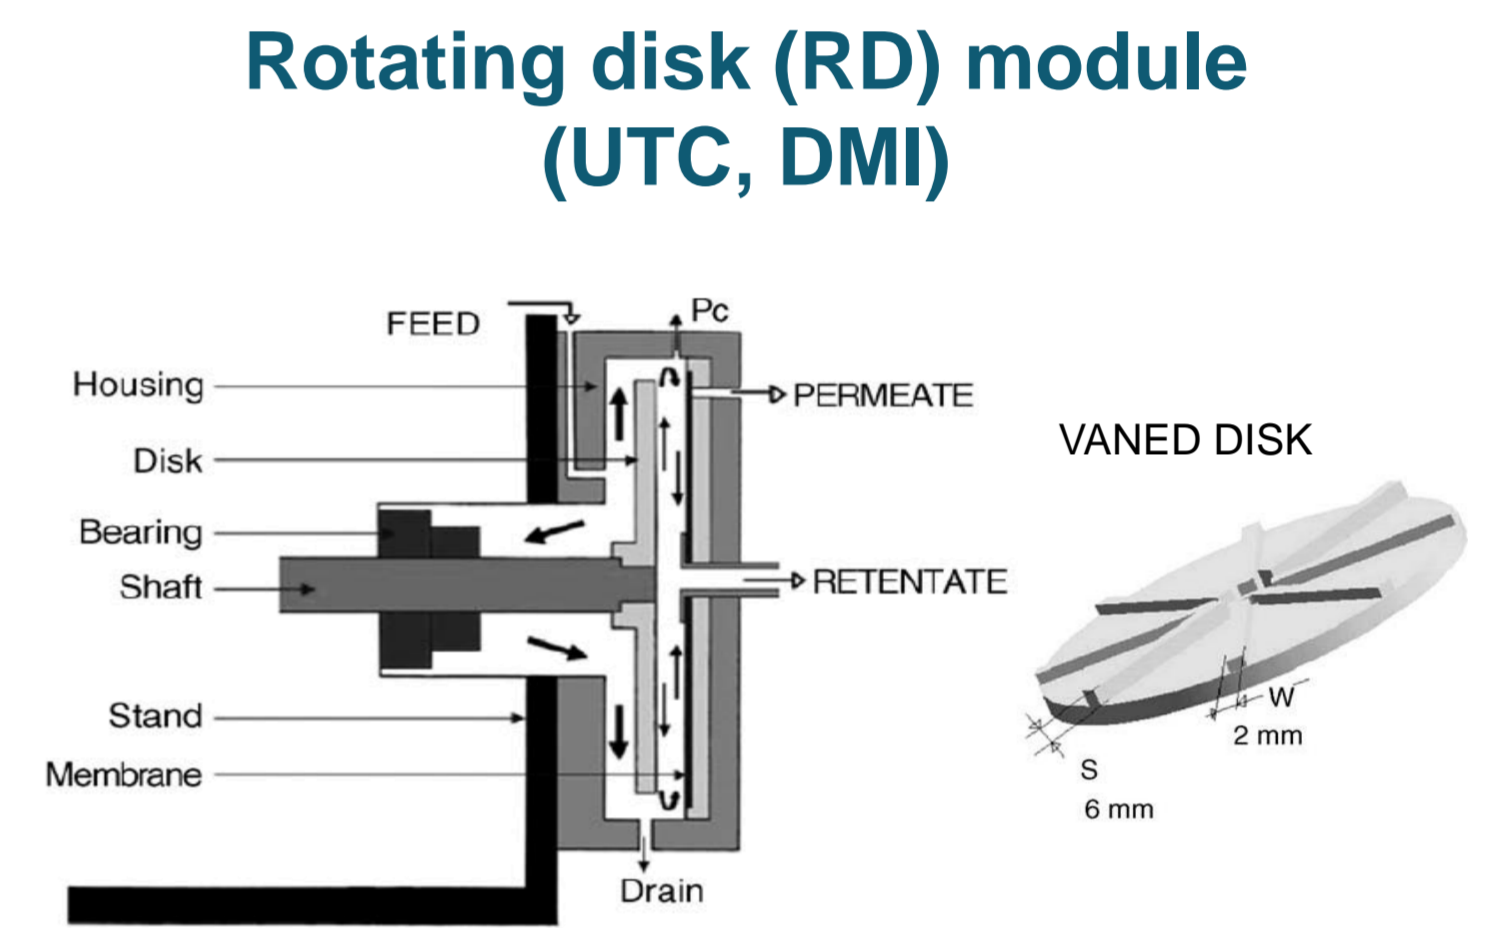 Rotating disk (RD) module
(UTC, DMI)
FEED
Pc
Housing
PERMEATE
Disk
Bearing
Shaft
RETENTATE
Stand
Membrane
Drain
VANED DISK
W
2 mm
S
6 mm